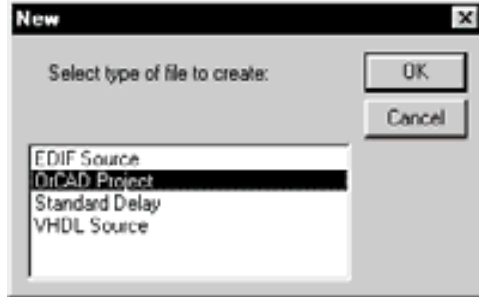 New
Select type of file to create:
OK
Cancel
EDIF Source
OrCAD Project
Standard Delay
VHDL Source